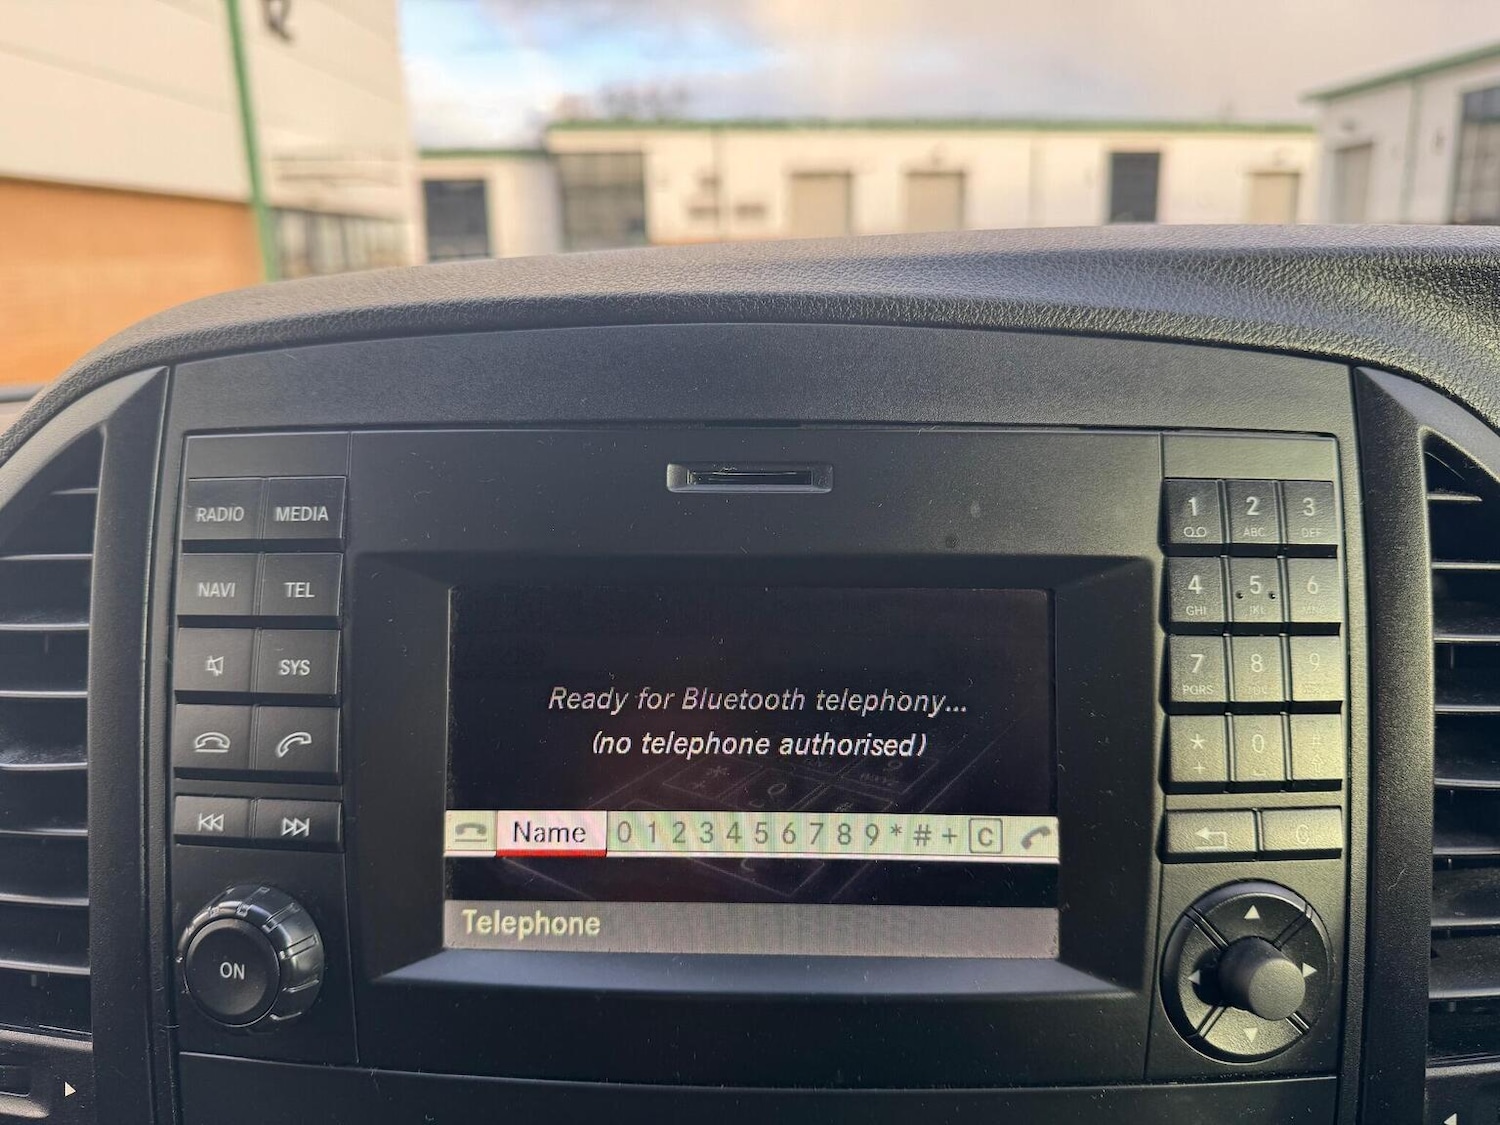 R
RADIO MEDIA
NAVI TEL
SYS
ON
Ready for Bluetooth telephony...
(no telephone authorised)
Name 0 1 2 3 4 5 6 7 8 9 * # + C
Telephone
1 2 3
ABC DEF
4 5 6
GHI JKL
7 8 9
PQRS
* 0
+
C